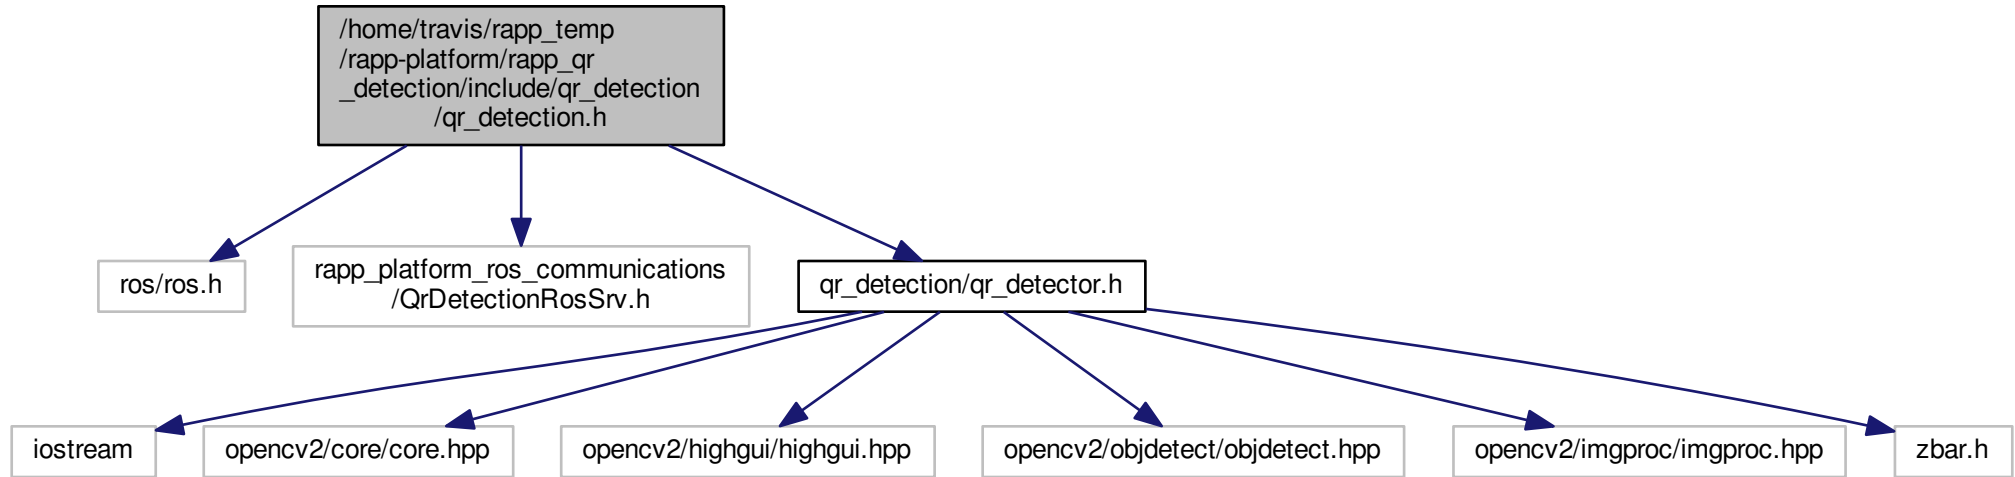 /home/travis/rapp_temp
/rapp-platform/rapp_qr
_detection/include/qr_detection
/qr_detection.h
ros/ros.h
rapp_platform_ros_communications
/QrDetectionRosSrv.h
qr_detection/qr_detector.h
iostream
opencv2/core/core.hpp
opencv2/highgui/highgui.hpp
opencv2/objdetect/objdetect.hpp
opencv2/imgproc/imgproc.hpp
zbar.h